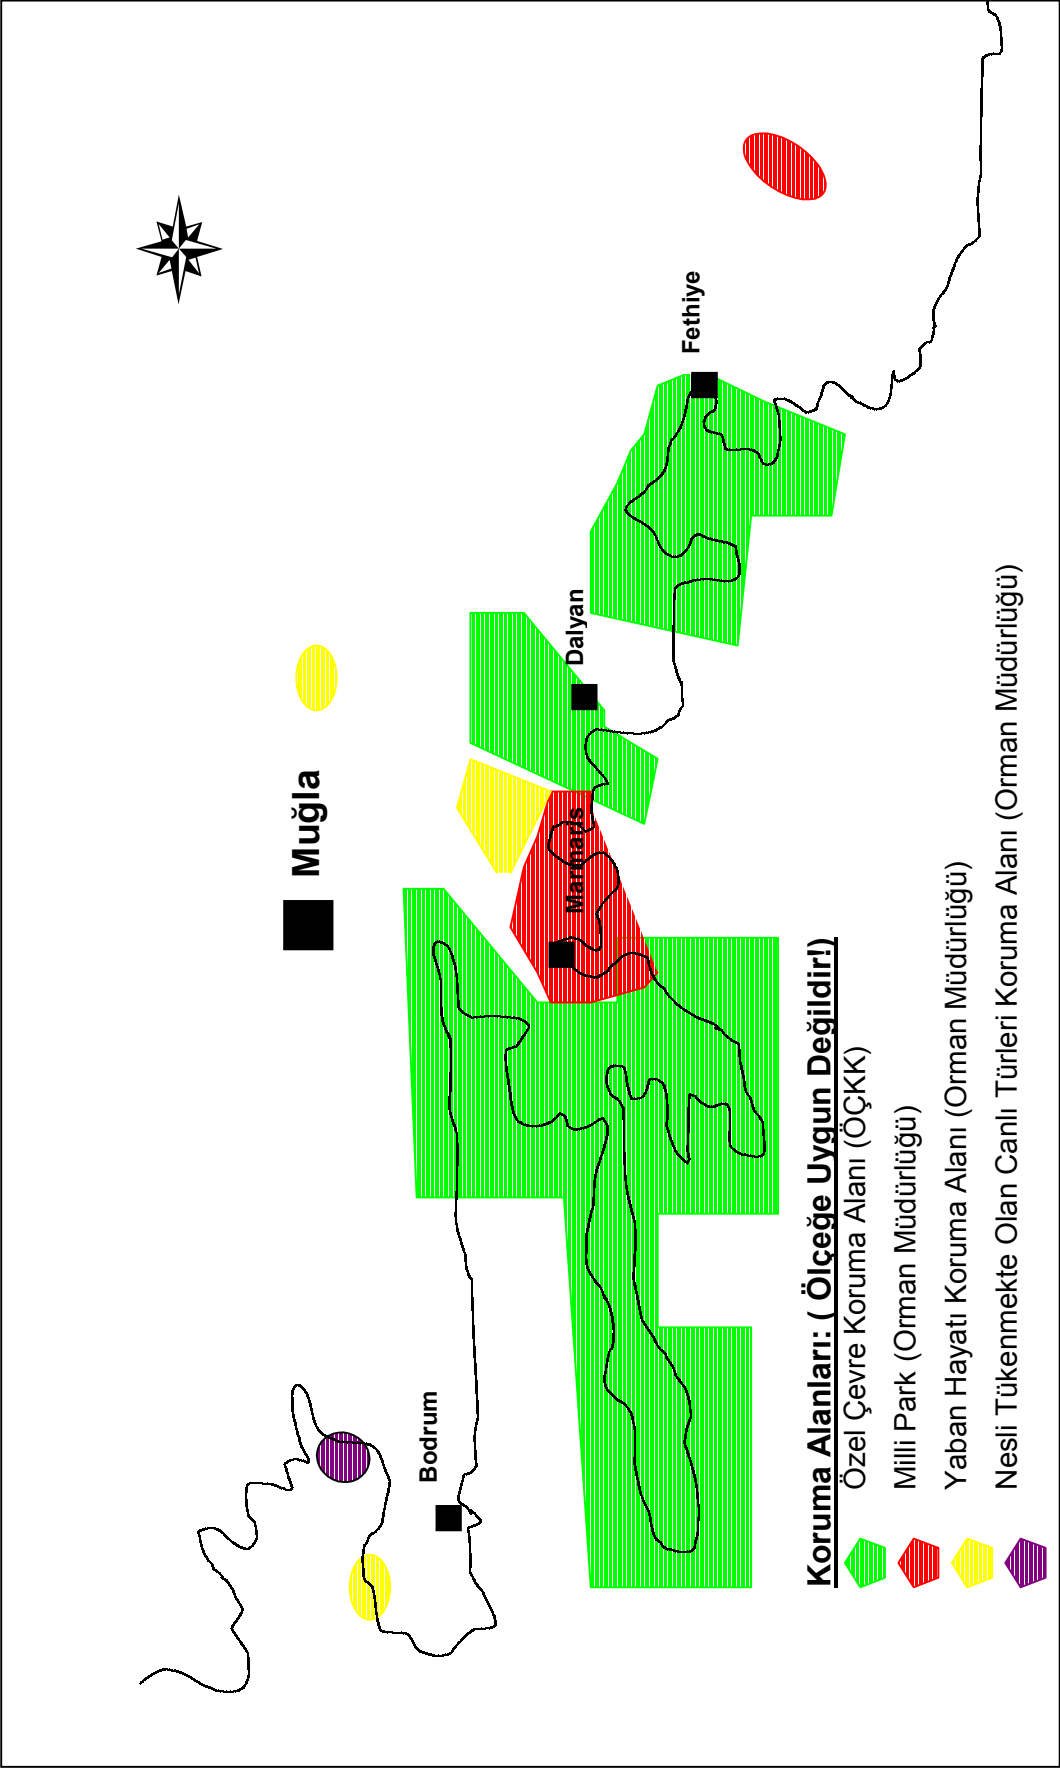 Muğla
Fethiye
Dalyan
Marmaris
Bodrum
Koruma Alanları: ( Ölçeğe Uygun Değildir!)
Özel Çevre Koruma Alanı (ÖÇKK)
Milli Park (Orman Müdürlüğü)
Yaban Hayatı Koruma Alanı (Orman Müdürlüğü)
Nesli Tükenmekte Olan Canlı Türleri Koruma Alanı (Orman Müdürlüğü)